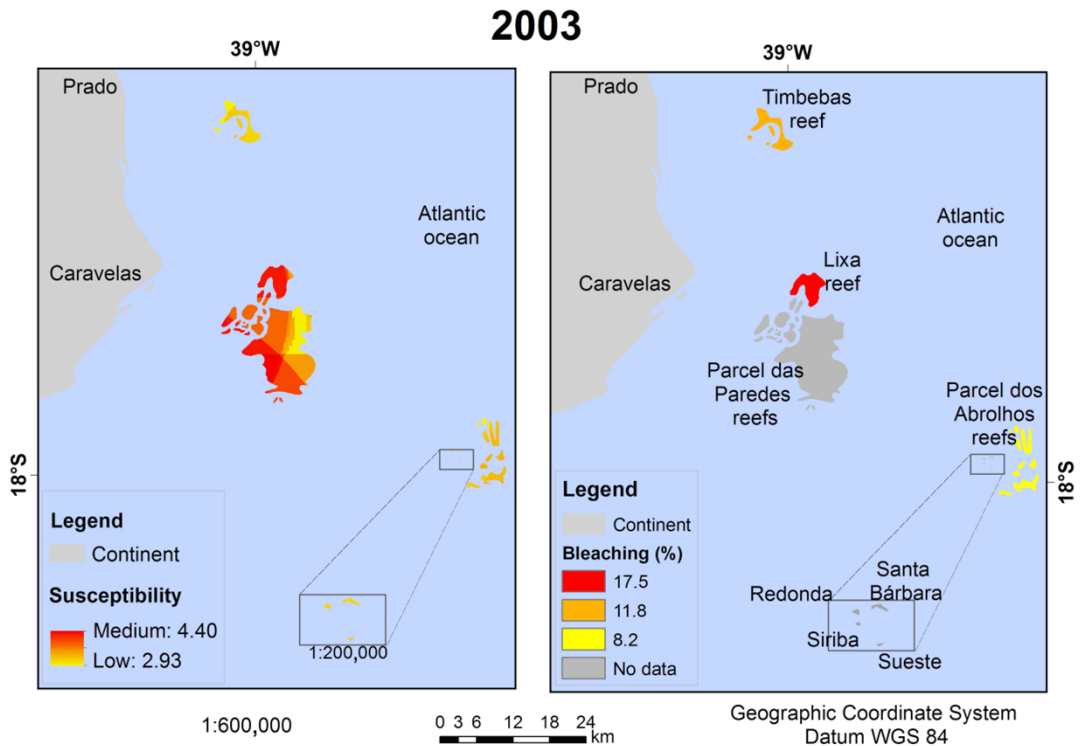 2003
39°W
Prado
Atlantic
ocean
Caravelas
18°S
Legend
Continent
Susceptibility
Medium: 4.40
Low: 2.93
1:200,000
39°W
Prado
Timbebas
reef
Atlantic
ocean
Caravelas
Lixa
reef
Parcel das
Paredes
reefs
Parcel dos
Abrolhos
reefs
18°S
Legend
Continent
Bleaching (%)
17.5
11.8
8.2
No data
Redonda
Santa
Bárbara
Siriba
Sueste
1:600,000
0 3 6 12 18 24
km
Geographic Coordinate System
Datum WGS 84